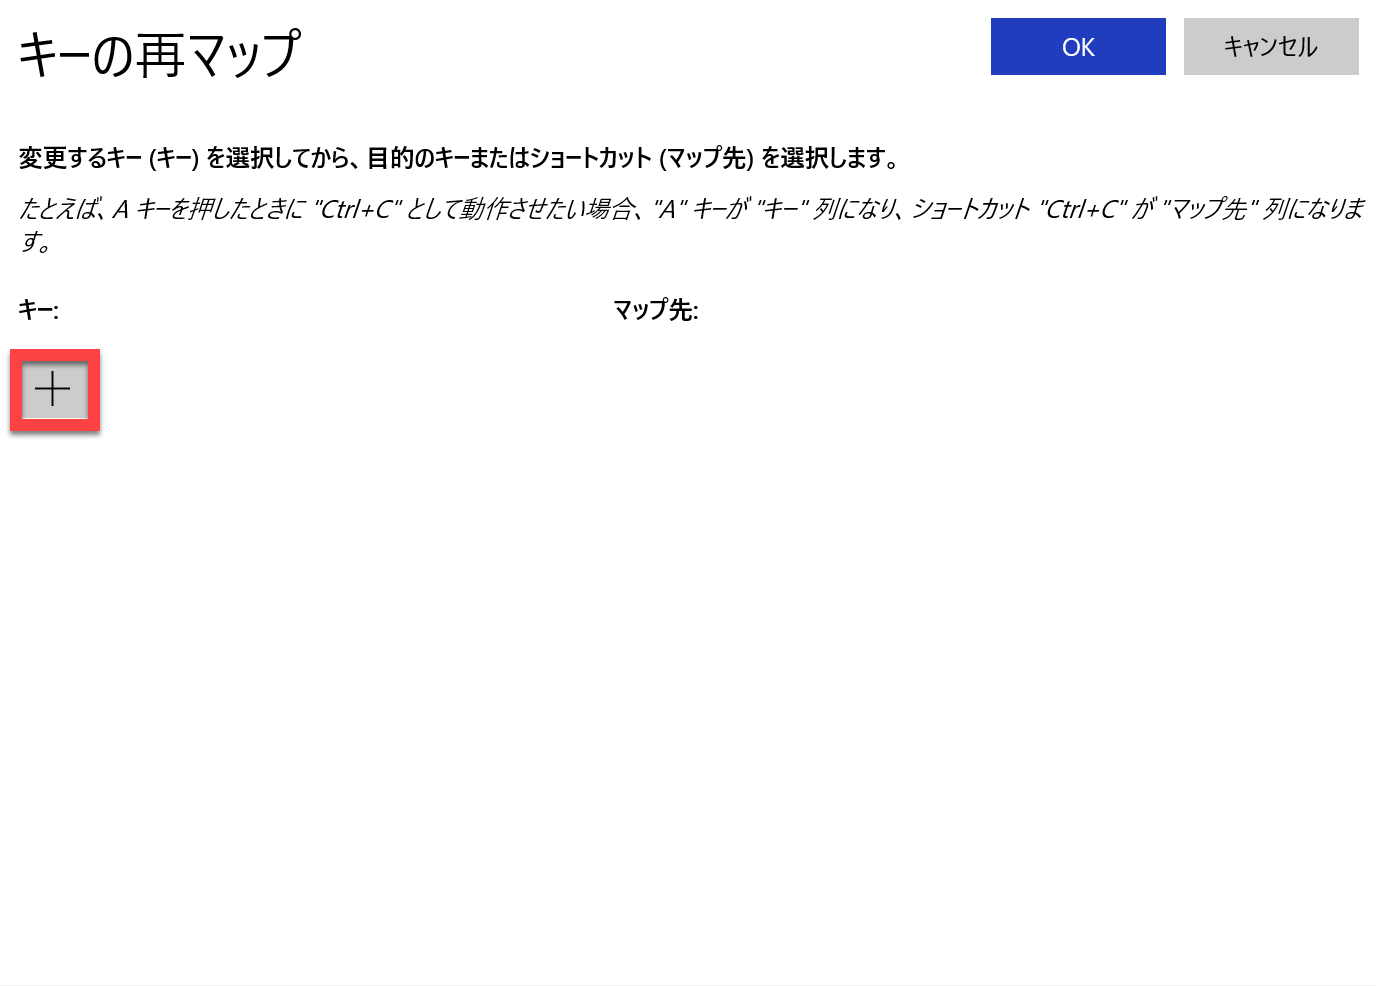 キーの再マップ
OK
キャンセル
変更するキー (キー) を選択してから、目的のキーまたはショートカット (マップ先) を選択します。
たとえば、A キーを押したときに "Ctrl+C" として動作させたい場合、"A" キーが "キー" 列になり、ショートカット "Ctrl+C" が "マップ先" 列になりま
す。
キー:
マップ先: